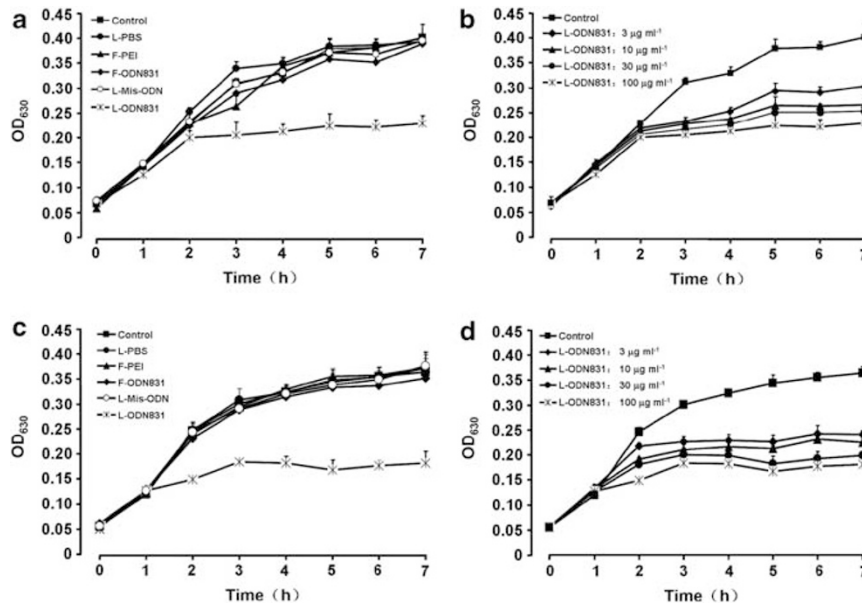 a
Control
L-PBS
F-PEI
F-ODN831
L-Mis-ODN
L-ODN831
0.45
0.40
0.35
0.30
0.25
0.20
0.15
0.10
0.05
0
OD630
0 1 2 3 4 5 6 7
Time (h)
b
Control
L-ODN831: 3 μg ml-1
L-ODN831: 10 μg ml-1
L-ODN831: 30 μg ml-1
L-ODN831: 100 μg ml-1
0.45
0.40
0.35
0.30
0.25
0.20
0.15
0.10
0.05
0
OD630
0 1 2 3 4 5 6 7
Time (h)
c
Control
L-PBS
F-PEI
F-ODN831
L-Mis-ODN
L-ODN831
0.45
0.40
0.35
0.30
0.25
0.20
0.15
0.10
0.05
0
OD630
0 1 2 3 4 5 6 7
Time (h)
d
Control
L-ODN831: 3 μg ml-1
L-ODN831: 10 μg ml-1
L-ODN831: 30 μg ml-1
L-ODN831: 100 μg ml-1
0.45
0.40
0.35
0.30
0.25
0.20
0.15
0.10
0.05
0
OD630
0 1 2 3 4 5 6 7
Time (h)